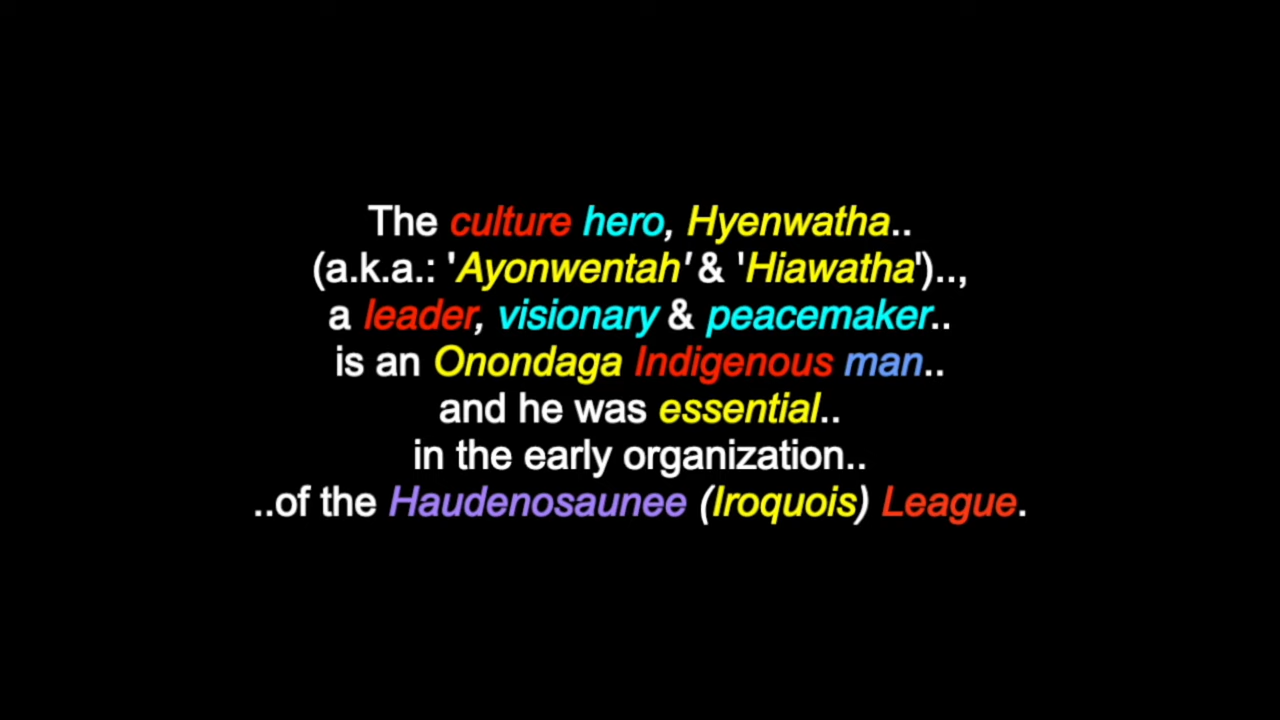 The culture hero, Hyenwatha..
(a.k.a.: 'Ayonwentah' & 'Hiawatha')..,
a leader, visionary & peacemaker..
is an Onondaga Indigenous man..
and he was essential..
in the early organization..
..of the Haudenosaunee (Iroquois) League.